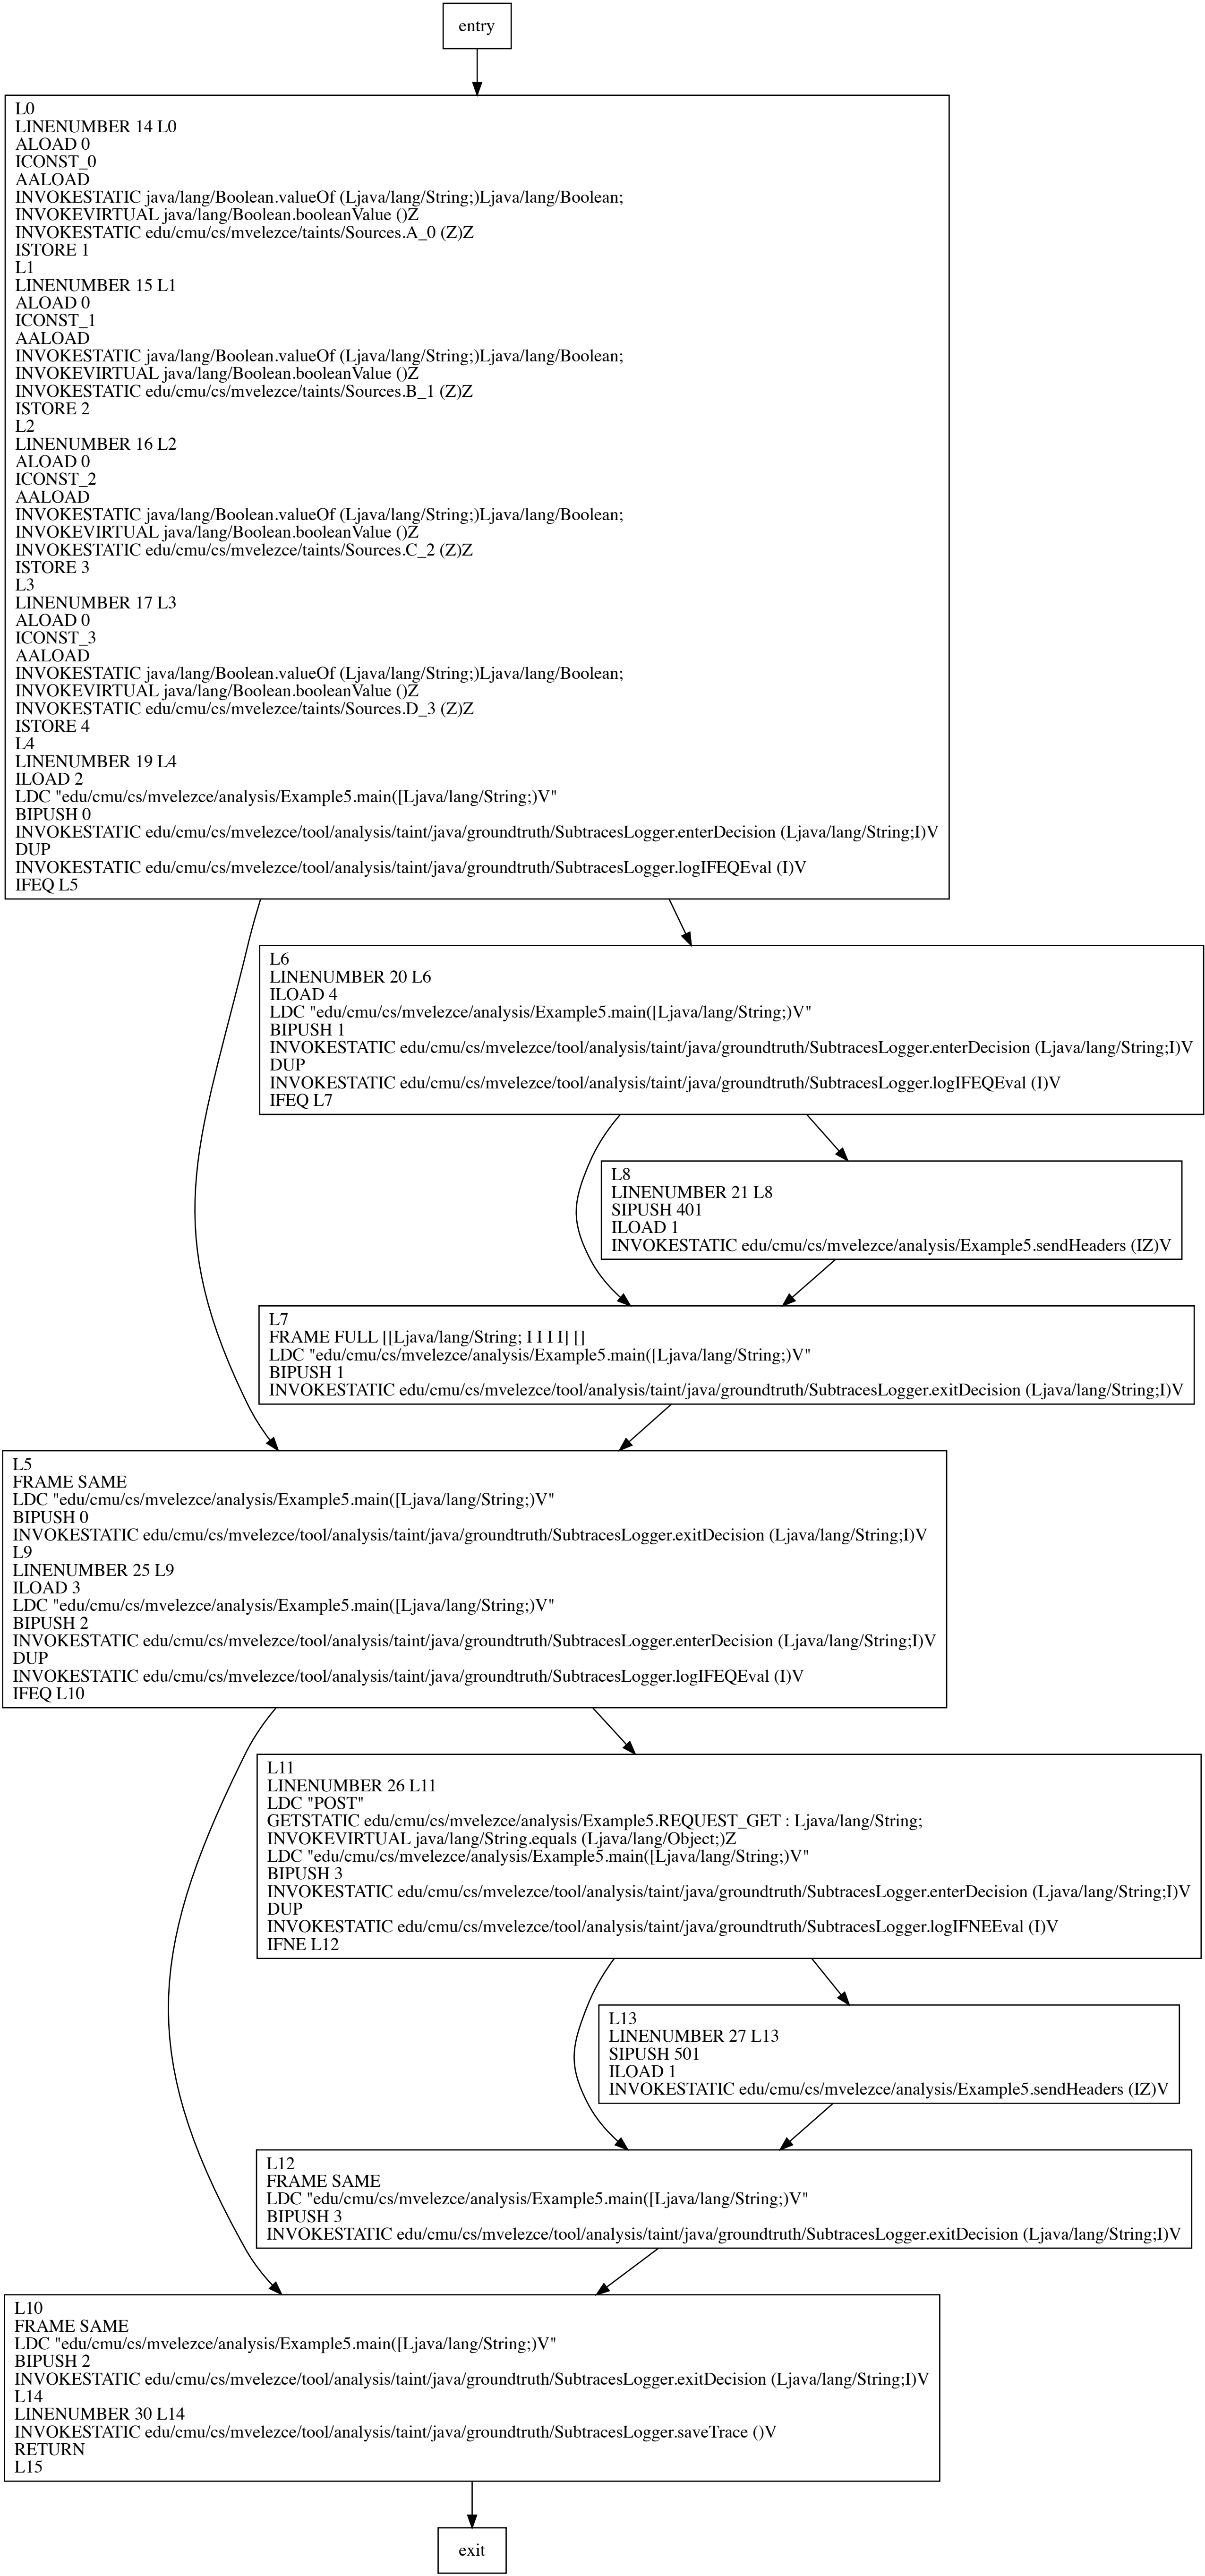 entry
L0
LINENUMBER 14 L0
ALOAD 0
ICONST_0
AALOAD
INVOKESTATIC java/lang/Boolean.valueOf (Ljava/lang/String;)Ljava/lang/Boolean;
INVOKEVIRTUAL java/lang/Boolean.booleanValue ()Z
INVOKESTATIC edu/cmu/cs/mvelezce/taints/Sources.A_0 (Z)Z
ISTORE 1
L1
LINENUMBER 15 L1
ALOAD 0
ICONST_1
AALOAD
INVOKESTATIC java/lang/Boolean.valueOf (Ljava/lang/String;)Ljava/lang/Boolean;
INVOKEVIRTUAL java/lang/Boolean.booleanValue ()Z
INVOKESTATIC edu/cmu/cs/mvelezce/taints/Sources.B_1 (Z)Z
ISTORE 2
L2
LINENUMBER 16 L2
ALOAD 0
ICONST_2
AALOAD
INVOKESTATIC java/lang/Boolean.valueOf (Ljava/lang/String;)Ljava/lang/Boolean;
INVOKEVIRTUAL java/lang/Boolean.booleanValue ()Z
INVOKESTATIC edu/cmu/cs/mvelezce/taints/Sources.C_2 (Z)Z
ISTORE 3
L3
LINENUMBER 17 L3
ALOAD 0
ICONST_3
AALOAD
INVOKESTATIC java/lang/Boolean.valueOf (Ljava/lang/String;)Ljava/lang/Boolean;
INVOKEVIRTUAL java/lang/Boolean.booleanValue ()Z
INVOKESTATIC edu/cmu/cs/mvelezce/taints/Sources.D_3 (Z)Z
ISTORE 4
L4
LINENUMBER 19 L4
ILOAD 2
LDC "edu/cmu/cs/mvelezce/analysis/Example5.main([Ljava/lang/String;)V"
BIPUSH 0
INVOKESTATIC edu/cmu/cs/mvelezce/tool/analysis/taint/java/groundtruth/SubtracesLogger.enterDecision (Ljava/lang/String;I)V
DUP
INVOKESTATIC edu/cmu/cs/mvelezce/tool/analysis/taint/java/groundtruth/SubtracesLogger.logIFEQEval (I)V
IFEQ L5
L6
LINENUMBER 20 L6
ILOAD 4
LDC "edu/cmu/cs/mvelezce/analysis/Example5.main([Ljava/lang/String;)V"
BIPUSH 1
INVOKESTATIC edu/cmu/cs/mvelezce/tool/analysis/taint/java/groundtruth/SubtracesLogger.enterDecision (Ljava/lang/String;I)V
DUP
INVOKESTATIC edu/cmu/cs/mvelezce/tool/analysis/taint/java/groundtruth/SubtracesLogger.logIFEQEval (I)V
IFEQ L7
L8
LINENUMBER 21 L8
SIPUSH 401
ILOAD 1
INVOKESTATIC edu/cmu/cs/mvelezce/analysis/Example5.sendHeaders (IZ)V
L7
FRAME FULL [[Ljava/lang/String; I I I I] []
LDC "edu/cmu/cs/mvelezce/analysis/Example5.main([Ljava/lang/String;)V"
BIPUSH 1
INVOKESTATIC edu/cmu/cs/mvelezce/tool/analysis/taint/java/groundtruth/SubtracesLogger.exitDecision (Ljava/lang/String;I)V
L5
FRAME SAME
LDC "edu/cmu/cs/mvelezce/analysis/Example5.main([Ljava/lang/String;)V"
BIPUSH 0
INVOKESTATIC edu/cmu/cs/mvelezce/tool/analysis/taint/java/groundtruth/SubtracesLogger.exitDecision (Ljava/lang/String;I)V
L9
LINENUMBER 25 L9
ILOAD 3
LDC "edu/cmu/cs/mvelezce/analysis/Example5.main([Ljava/lang/String;)V"
BIPUSH 2
INVOKESTATIC edu/cmu/cs/mvelezce/tool/analysis/taint/java/groundtruth/SubtracesLogger.enterDecision (Ljava/lang/String;I)V
DUP
INVOKESTATIC edu/cmu/cs/mvelezce/tool/analysis/taint/java/groundtruth/SubtracesLogger.logIFEQEval (I)V
IFEQ L10
L11
LINENUMBER 26 L11
LDC "POST"
GETSTATIC edu/cmu/cs/mvelezce/analysis/Example5.REQUEST_GET : Ljava/lang/String;
INVOKEVIRTUAL java/lang/String.equals (Ljava/lang/Object;)Z
LDC "edu/cmu/cs/mvelezce/analysis/Example5.main([Ljava/lang/String;)V"
BIPUSH 3
INVOKESTATIC edu/cmu/cs/mvelezce/tool/analysis/taint/java/groundtruth/SubtracesLogger.enterDecision (Ljava/lang/String;I)V
DUP
INVOKESTATIC edu/cmu/cs/mvelezce/tool/analysis/taint/java/groundtruth/SubtracesLogger.logIFNEEval (I)V
IFNE L12
L13
LINENUMBER 27 L13
SIPUSH 501
ILOAD 1
INVOKESTATIC edu/cmu/cs/mvelezce/analysis/Example5.sendHeaders (IZ)V
L12
FRAME SAME
LDC "edu/cmu/cs/mvelezce/analysis/Example5.main([Ljava/lang/String;)V"
BIPUSH 3
INVOKESTATIC edu/cmu/cs/mvelezce/tool/analysis/taint/java/groundtruth/SubtracesLogger.exitDecision (Ljava/lang/String;I)V
L10
FRAME SAME
LDC "edu/cmu/cs/mvelezce/analysis/Example5.main([Ljava/lang/String;)V"
BIPUSH 2
INVOKESTATIC edu/cmu/cs/mvelezce/tool/analysis/taint/java/groundtruth/SubtracesLogger.exitDecision (Ljava/lang/String;I)V
L14
LINENUMBER 30 L14
INVOKESTATIC edu/cmu/cs/mvelezce/tool/analysis/taint/java/groundtruth/SubtracesLogger.saveTrace ()V
RETURN
L15
exit